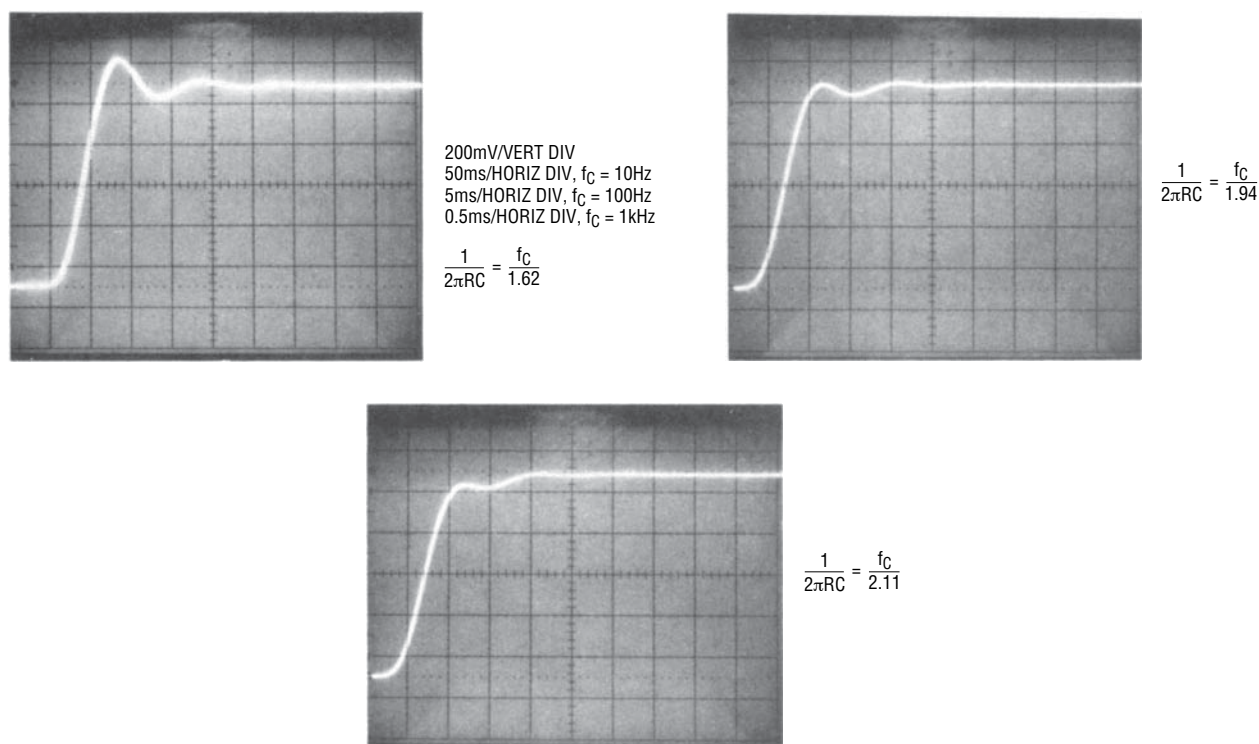 200mV/VERT DIV
50ms/HORIZ DIV, fC = 10Hz
5ms/HORIZ DIV, fC = 100Hz
0.5ms/HORIZ DIV, fC = 1kHz
1/2πRC = fC/1.62
1/2πRC = fC/1.94
1/2πRC = fC/2.11